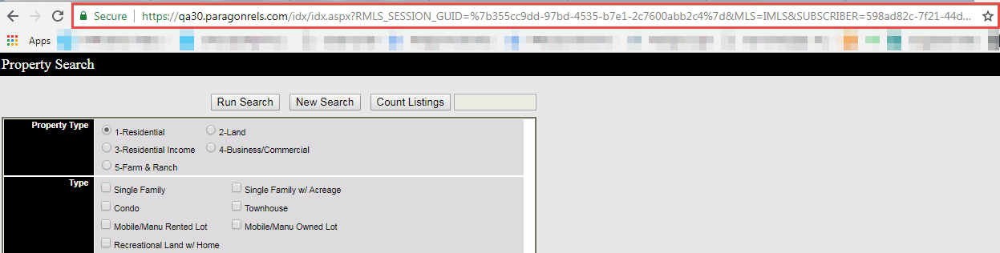 Secure https://qa30.paragonrels.com/idx/idx.aspx?RMLS_SESSION_GUID=%7b355cc9dd-97bd-4535-b7e1-2c7600abb2c4%7d&MLS=IMLS&SUBSCRIBER=598ad82c-7f21-44d...
Apps
Property Search
Run Search New Search Count Listings
Property Type 1-Residential 2-Land
3-Residential Income 4-Business/Commercial
5-Farm & Ranch
Type Single Family Single Family w/ Acreage
Condo Townhouse
Mobile/Manu Rented Lot Mobile/Manu Owned Lot
Recreational Land w/ Home